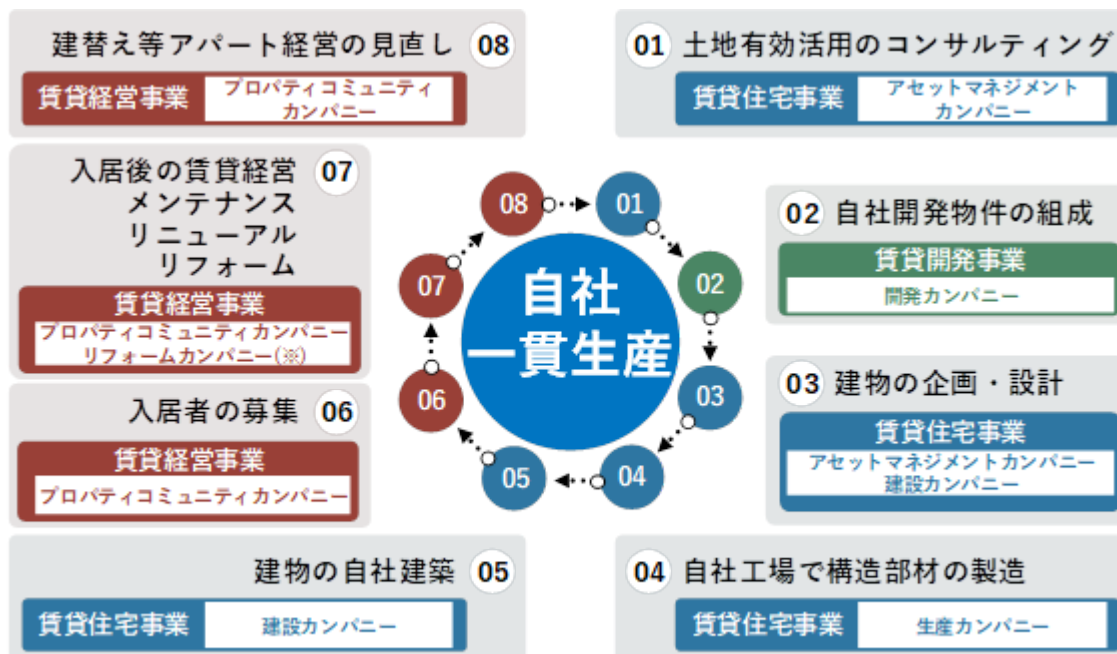 建替え等アパート経営の見直し 08
賃貸経営事業
プロパティコミュニティ
カンパニー
01 土地有効活用のコンサルティング
賃貸住宅事業
アセットマネジメント
カンパニー
入居後の賃貸経営 07
メンテナンス
リニューアル
リフォーム
賃貸経営事業
プロパティコミュニティカンパニー
リフォームカンパニー(※)
08
01
07
02
自社
一貫生産
06
03
05
04
02 自社開発物件の組成
賃貸開発事業
開発カンパニー
03 建物の企画・設計
賃貸住宅事業
アセットマネジメントカンパニー
建設カンパニー
入居者の募集 06
賃貸経営事業
プロパティコミュニティカンパニー
建物の自社建築 05
賃貸住宅事業
建設カンパニー
04 自社工場で構造部材の製造
賃貸住宅事業
生産カンパニー